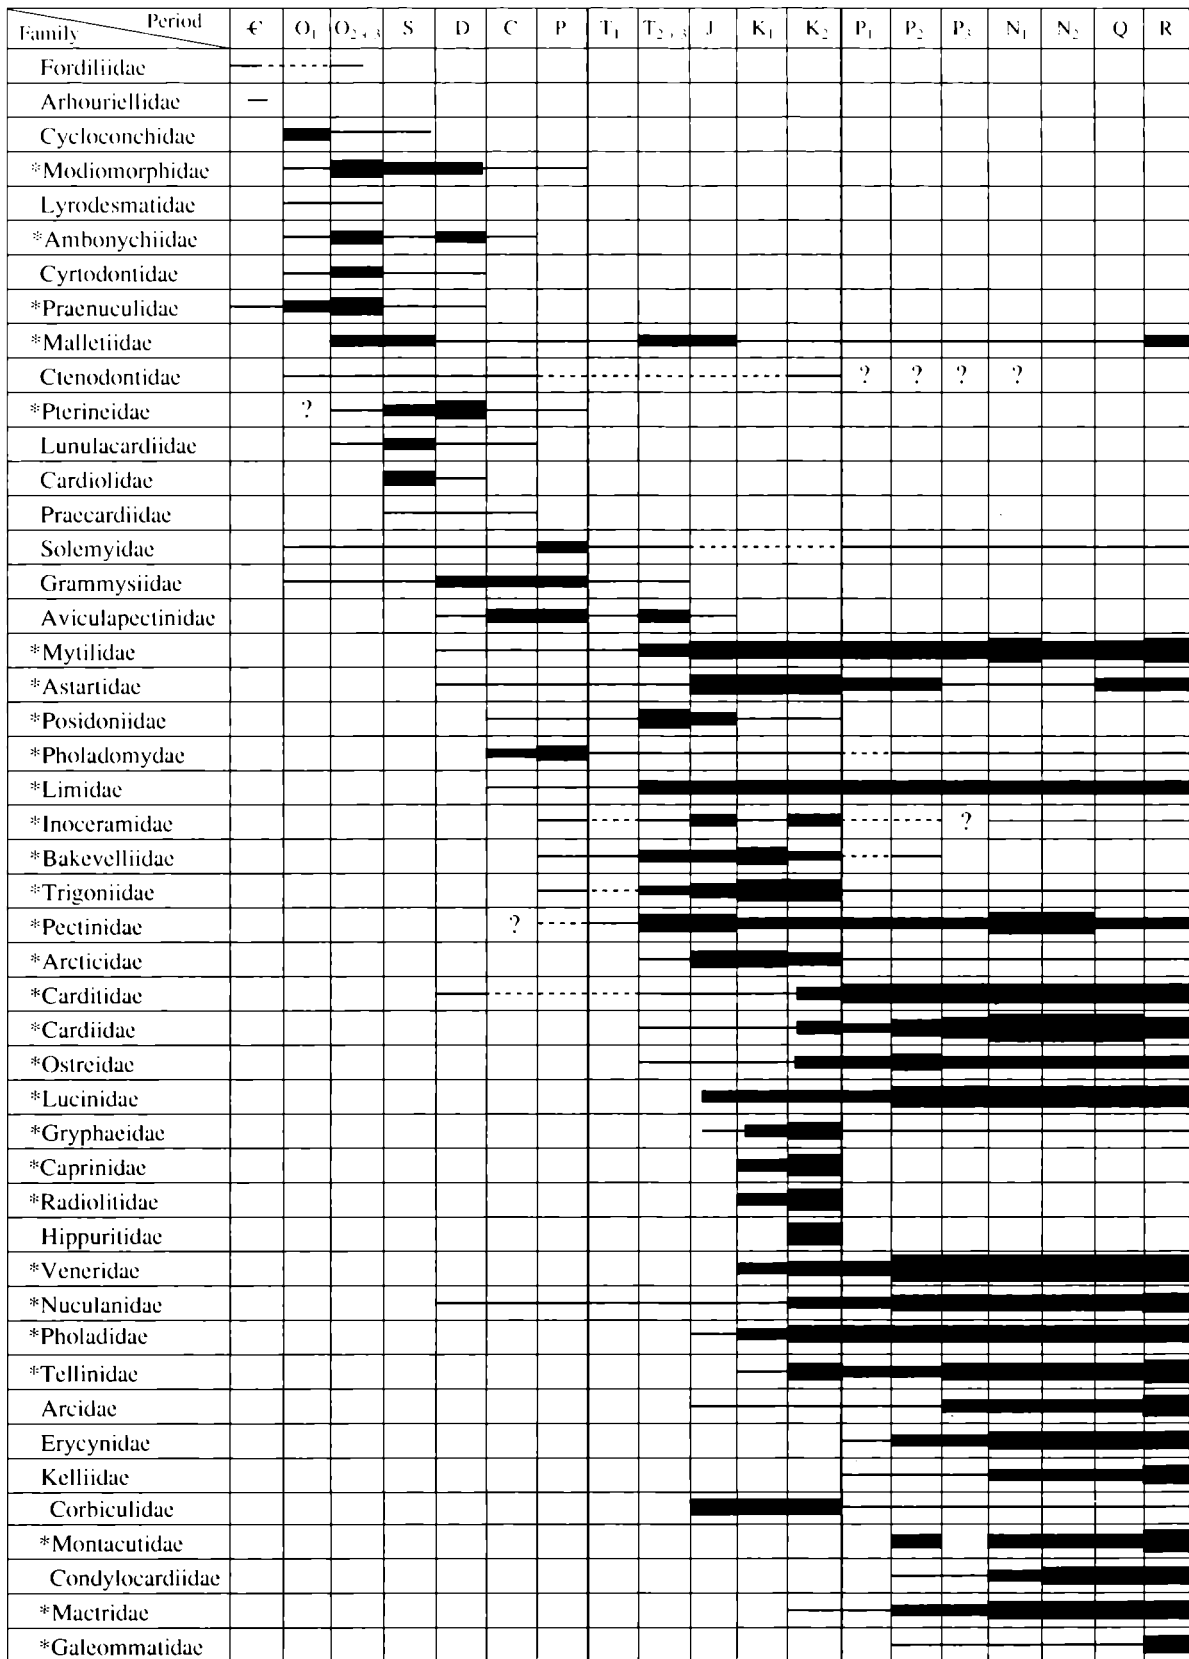 Period
Family
Є O₁ O₂₊₃ S D C P T₁ T₂₊₃ J K₁ K₂ P₁ P₂ P₃ N₁ N₂ Q R
Fordiliidae
Arhouriellidae
Cycloconchidae
*Modiomorphidae
Lyrodesmatidae
*Ambonychiidae
Cyrtodontidae
*Praenuculidae
*Malletiidae
Ctenodontidae ? ? ? ?
*Pterineidae ?
Lunulacardiidae
Cardiolidae
Praecardiidae
Solemyidae
Grammysiidae
Aviculapectinidae
*Mytilidae
*Astartidae
*Posidoniidae
*Pholadomydae
*Limidae
*Inoceramidae ?
*Bakevelliidae
*Trigoniidae
*Pectinidae ?
*Arcticidae
*Carditidae
*Cardiidae
*Ostreidae
*Lucinidae
*Gryphaeidae
*Caprinidae
*Radiolitidae
Hippuritidae
*Veneridae
*Nuculanidae
*Pholadidae
*Tellinidae
Arcidae
Erycynidae
Kelliidae
Corbiculidae
*Montacutidae
Condylocardiidae
*Mactridae
*Galeommatidae